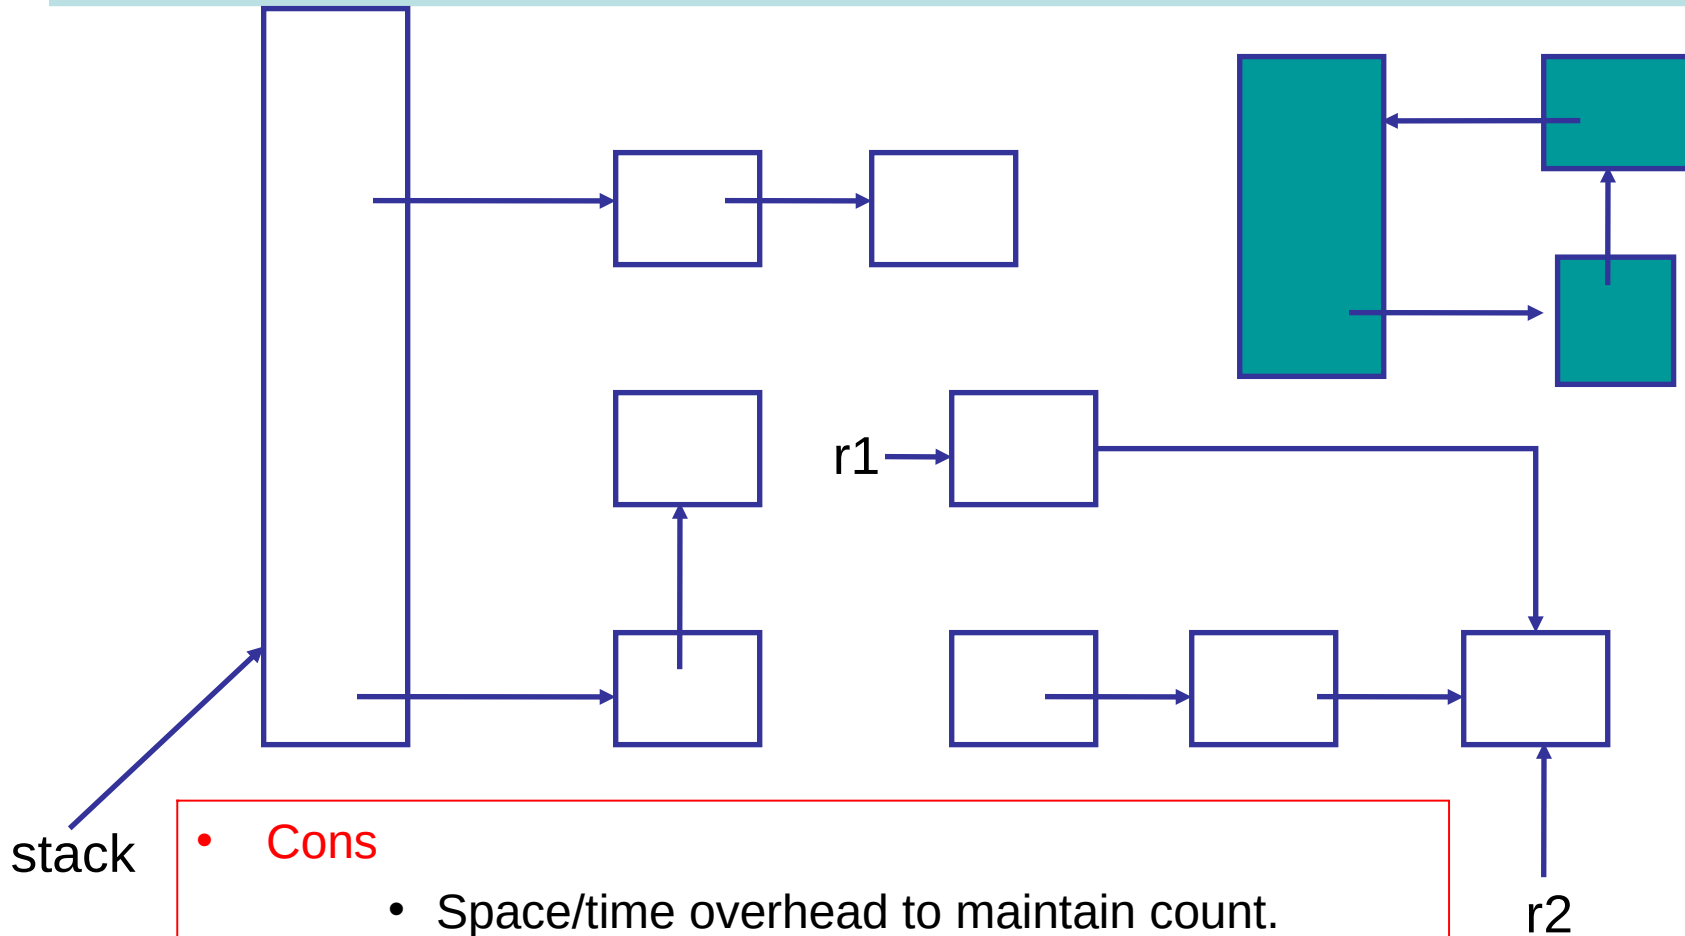 r1
stack
• Cons
• Space/time overhead to maintain count.
r2